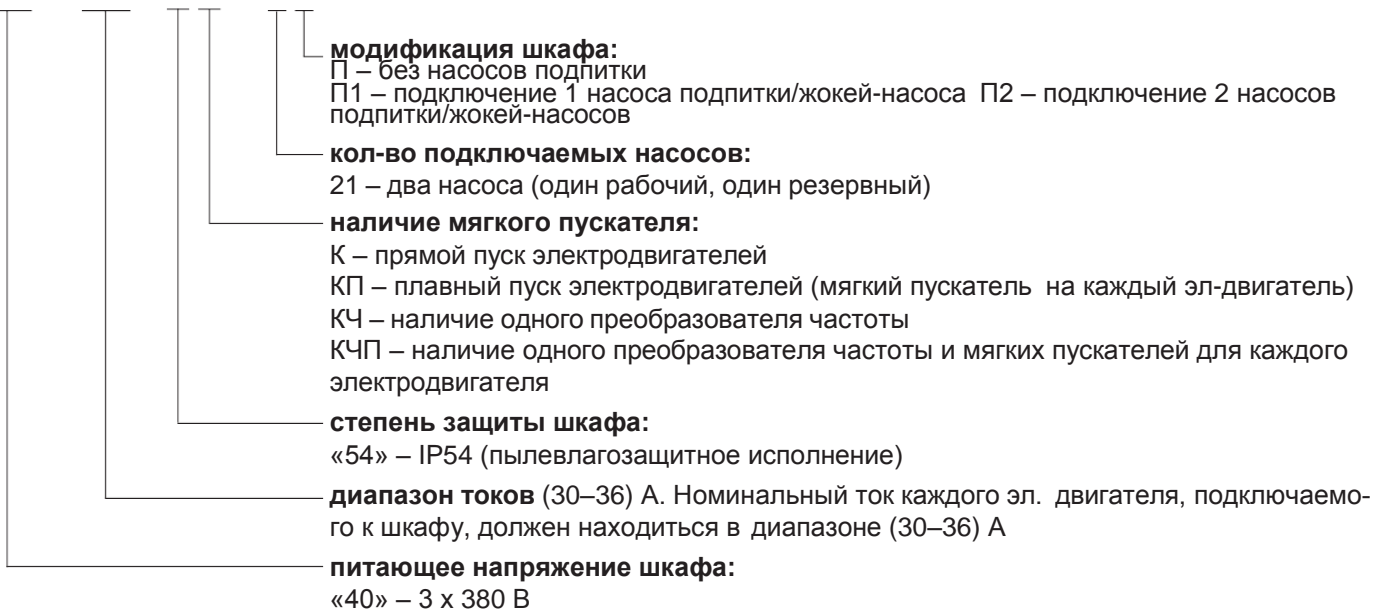 модификация шкафа:
П – без насосов подпитки
П1 – подключение 1 насоса подпитки/жокей-насоса П2 – подключение 2 насосов
подпитки/жокей-насосов
кол-во подключаемых насосов:
21 – два насоса (один рабочий, один резервный)
наличие мягкого пускателя:
К – прямой пуск электродвигателей
КП – плавный пуск электродвигателей (мягкий пускатель на каждый эл-двигатель)
КЧ – наличие одного преобразователя частоты
КЧП – наличие одного преобразователя частоты и мягких пускателей для каждого
электродвигателя
степень защиты шкафа:
«54» – IP54 (пылевлагозащитное исполнение)
диапазон токов (30–36) А. Номинальный ток каждого эл. двигателя, подключаемо-
го к шкафу, должен находиться в диапазоне (30–36) А
питающее напряжение шкафа:
«40» – 3 х 380 В